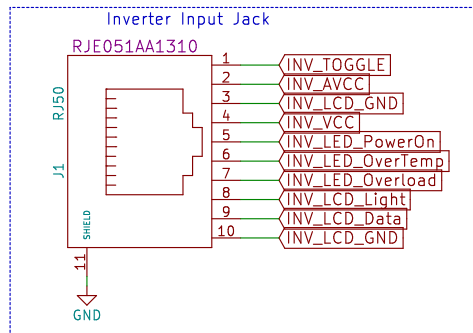 Inverter Input Jack
RJE051AA1310
RJ50
J1
SHIELD
1 INV_TOGGLE
2 INV_AVCC
3 INV_LCD_GND
4 INV_VCC
5 INV_LED_PowerOn
6 INV_LED_OverTemp
7 INV_LED_Overload
8 INV_LCD_Light
9 INV_LCD_Data
10 INV_LCD_GND
11
GND